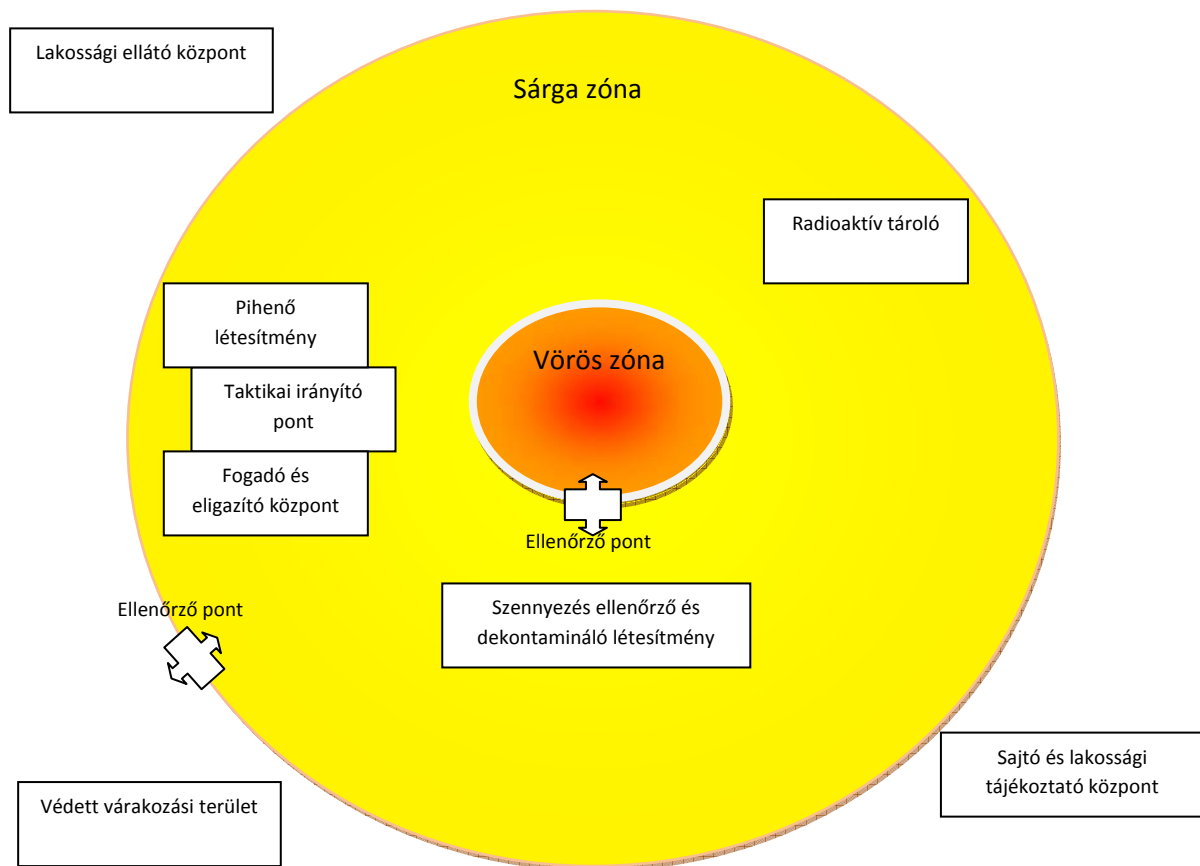 Lakossági ellátó központ
Sárga zóna
Radioaktív tároló
Pihenő
létesítmény
Vörös zóna
Taktikai irányító
pont
Fogadó és
eligazító központ
Ellenőrző pont
Szennyezés ellenőrző és
dekontamináló létesítmény
Ellenőrző pont
Sajtó és lakossági
tájékoztató központ
Védett várakozási terület